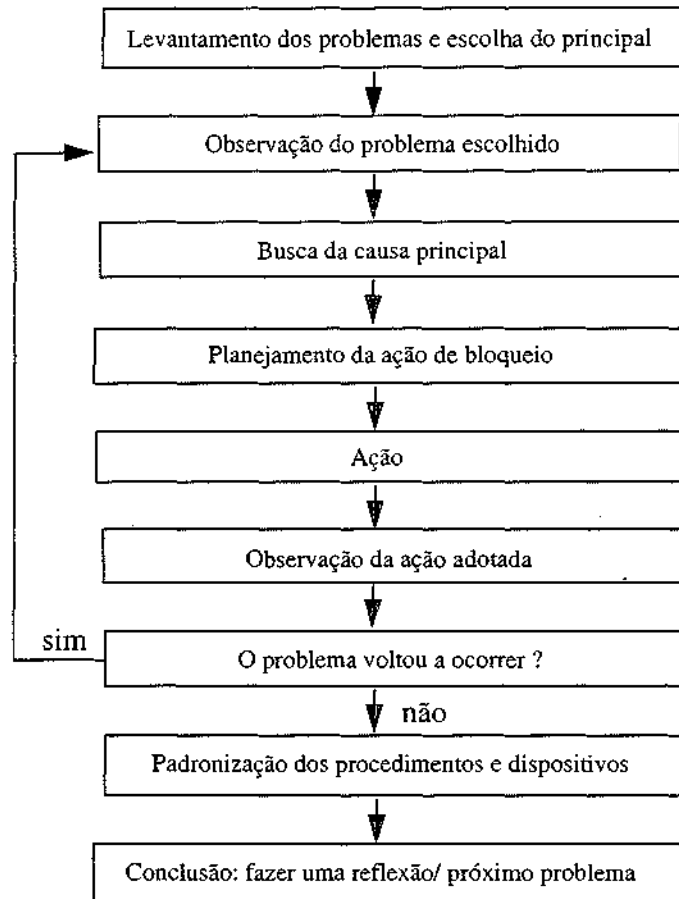 Levantamento dos problemas e escolha do principal
Observação do problema escolhido
Busca da causa principal
Planejamento da ação de bloqueio
Ação
Observação da ação adotada
sim
O problema voltou a ocorrer ?
não
Padronização dos procedimentos e dispositivos
Conclusão: fazer uma reflexão/ próximo problema